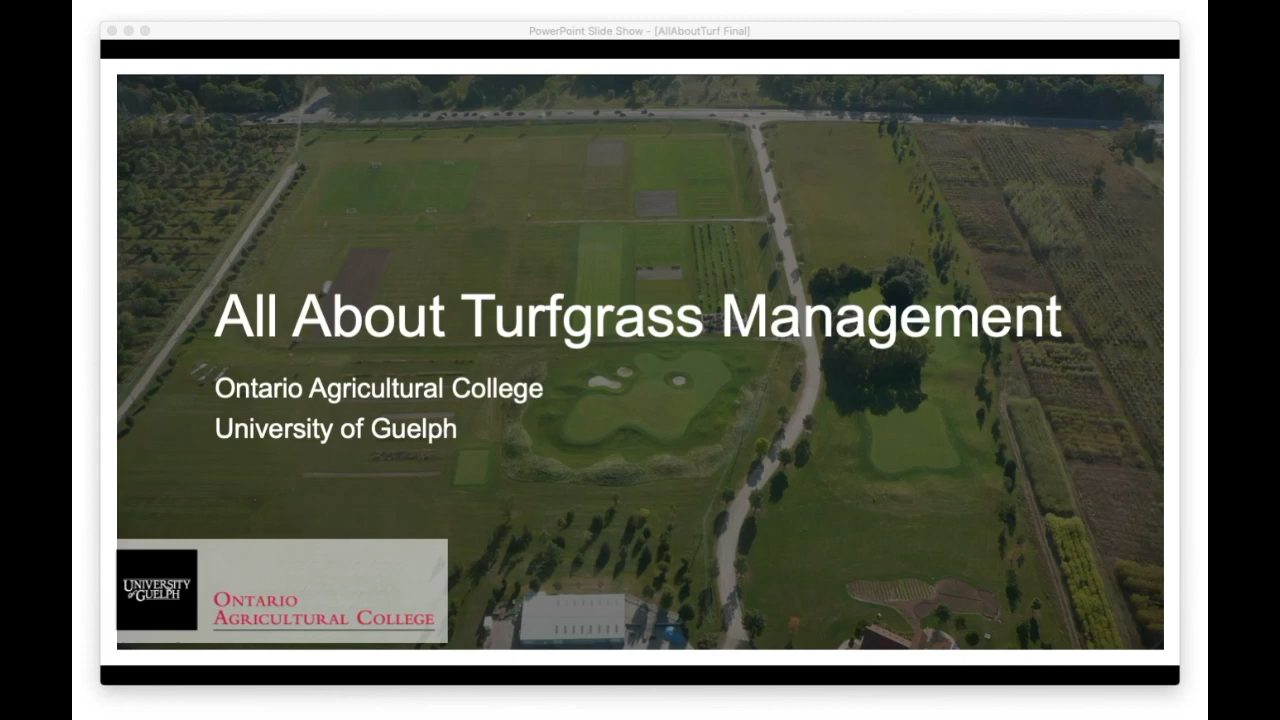 PowerPoint Slide Show - [AllAboutTurf Final]
All About Turfgrass Management
Ontario Agricultural College
University of Guelph
UNIVERSITY
of GUELPH
ONTARIO
AGRICULTURAL COLLEGE